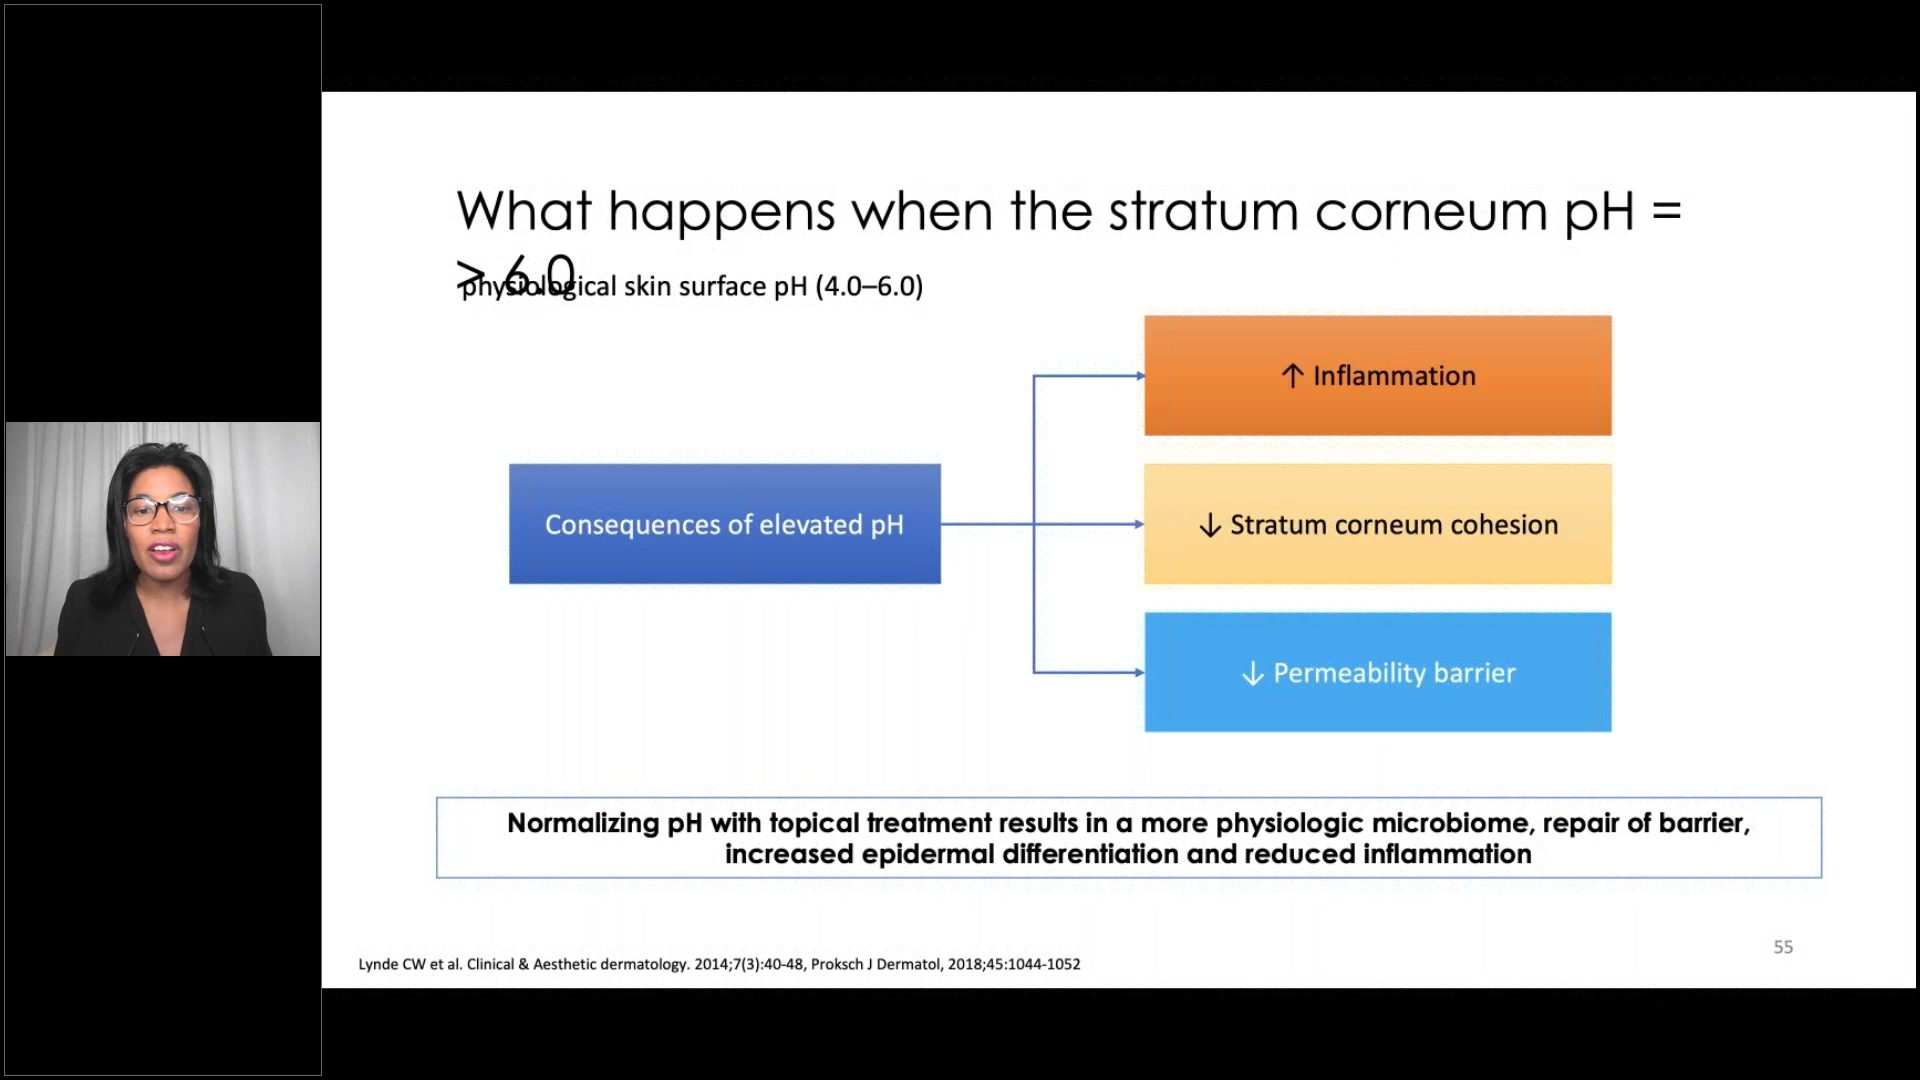 What happens when the stratum corneum pH =
> 6.0
physiological skin surface pH (4.0–6.0)
↑ Inflammation
Consequences of elevated pH
↓ Stratum corneum cohesion
↓ Permeability barrier
Normalizing pH with topical treatment results in a more physiologic microbiome, repair of barrier,
increased epidermal differentiation and reduced inflammation
55
Lynde CW et al. Clinical & Aesthetic dermatology. 2014;7(3):40-48, Proksch J Dermatol, 2018;45:1044-1052